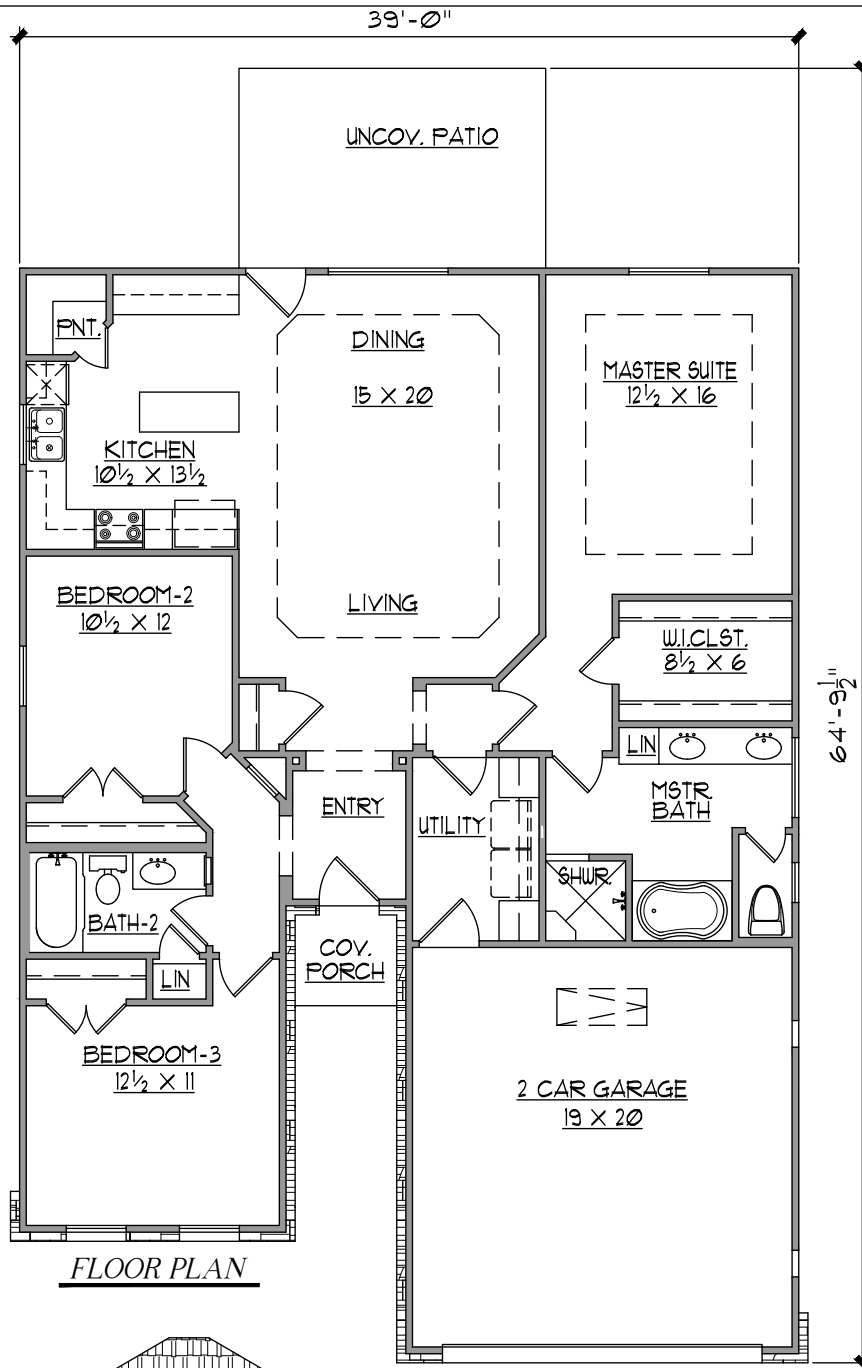 39'-0"
UNCOV. PATIO
PNT.
DINING
15 X 20
MASTER SUITE
12½ X 16
KITCHEN
10½ X 13½
BEDROOM-2
10½ X 12
LIVING
W.I.CLST.
8½ X 6
64'-9½"
LIN
MSTR.
BATH
ENTRY
UTILITY
SHWR.
BATH-2
COV.
PORCH
LIN
BEDROOM-3
12½ X 11
2 CAR GARAGE
19 X 20
FLOOR PLAN